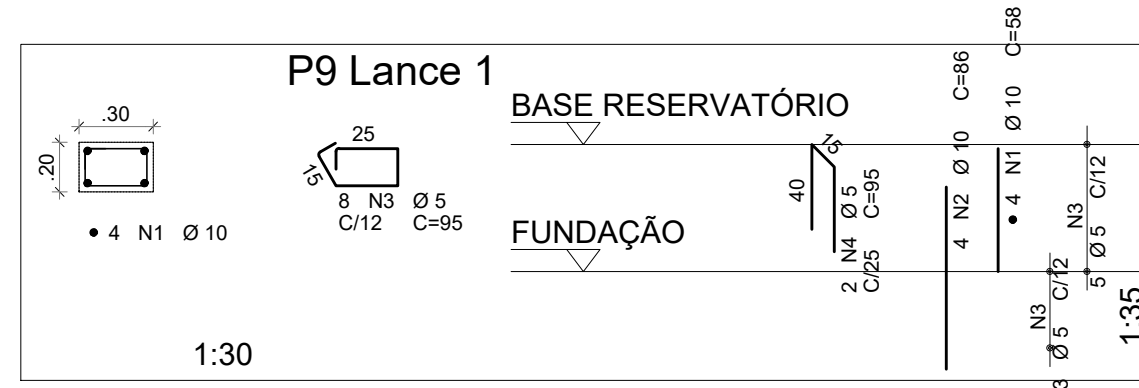 P9 Lance 1
.30
.20
● 4 N1 Ø 10
1:30
25
15
8 N3 Ø 5
C/12 C=95
BASE RESERVATÓRIO
FUNDAÇÃO
15
40
2 N4 Ø 5
C/25 C=95
4 N2 Ø 10 C=86
● 4 N1 Ø 10 C=58
N3 C/12
5 Ø 5
N3 C/12
3 Ø 5
1:35